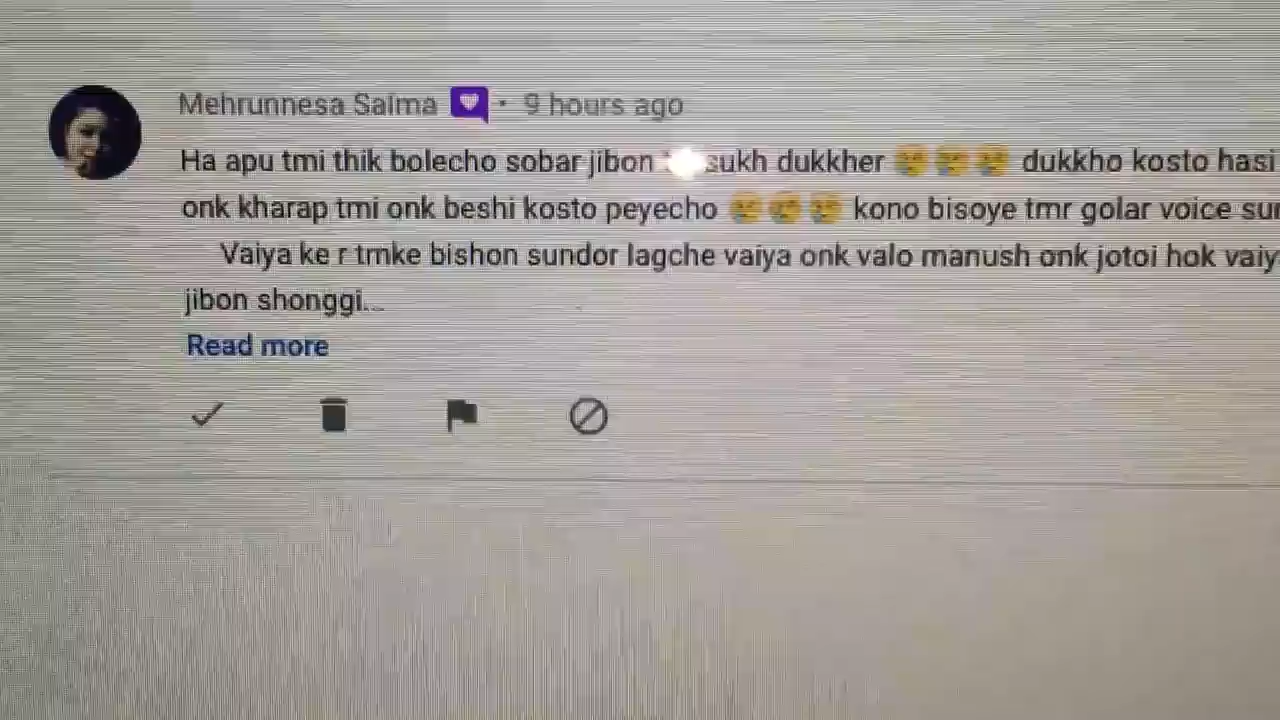 Mehrunnesa Salma · 9 hours ago
Ha apu tmi thik bolecho sobar jibon sukh dukkher 😢😢😢 dukkho kosto hasi
onk kharap tmi onk beshi kosto peyecho 😢😢😢 kono bisoye tmr golar voice
Vaiya ke r tmke bishon sundor lagche vaiya onk valo manush onk jotoi hok
jibon shonggi...
Read more